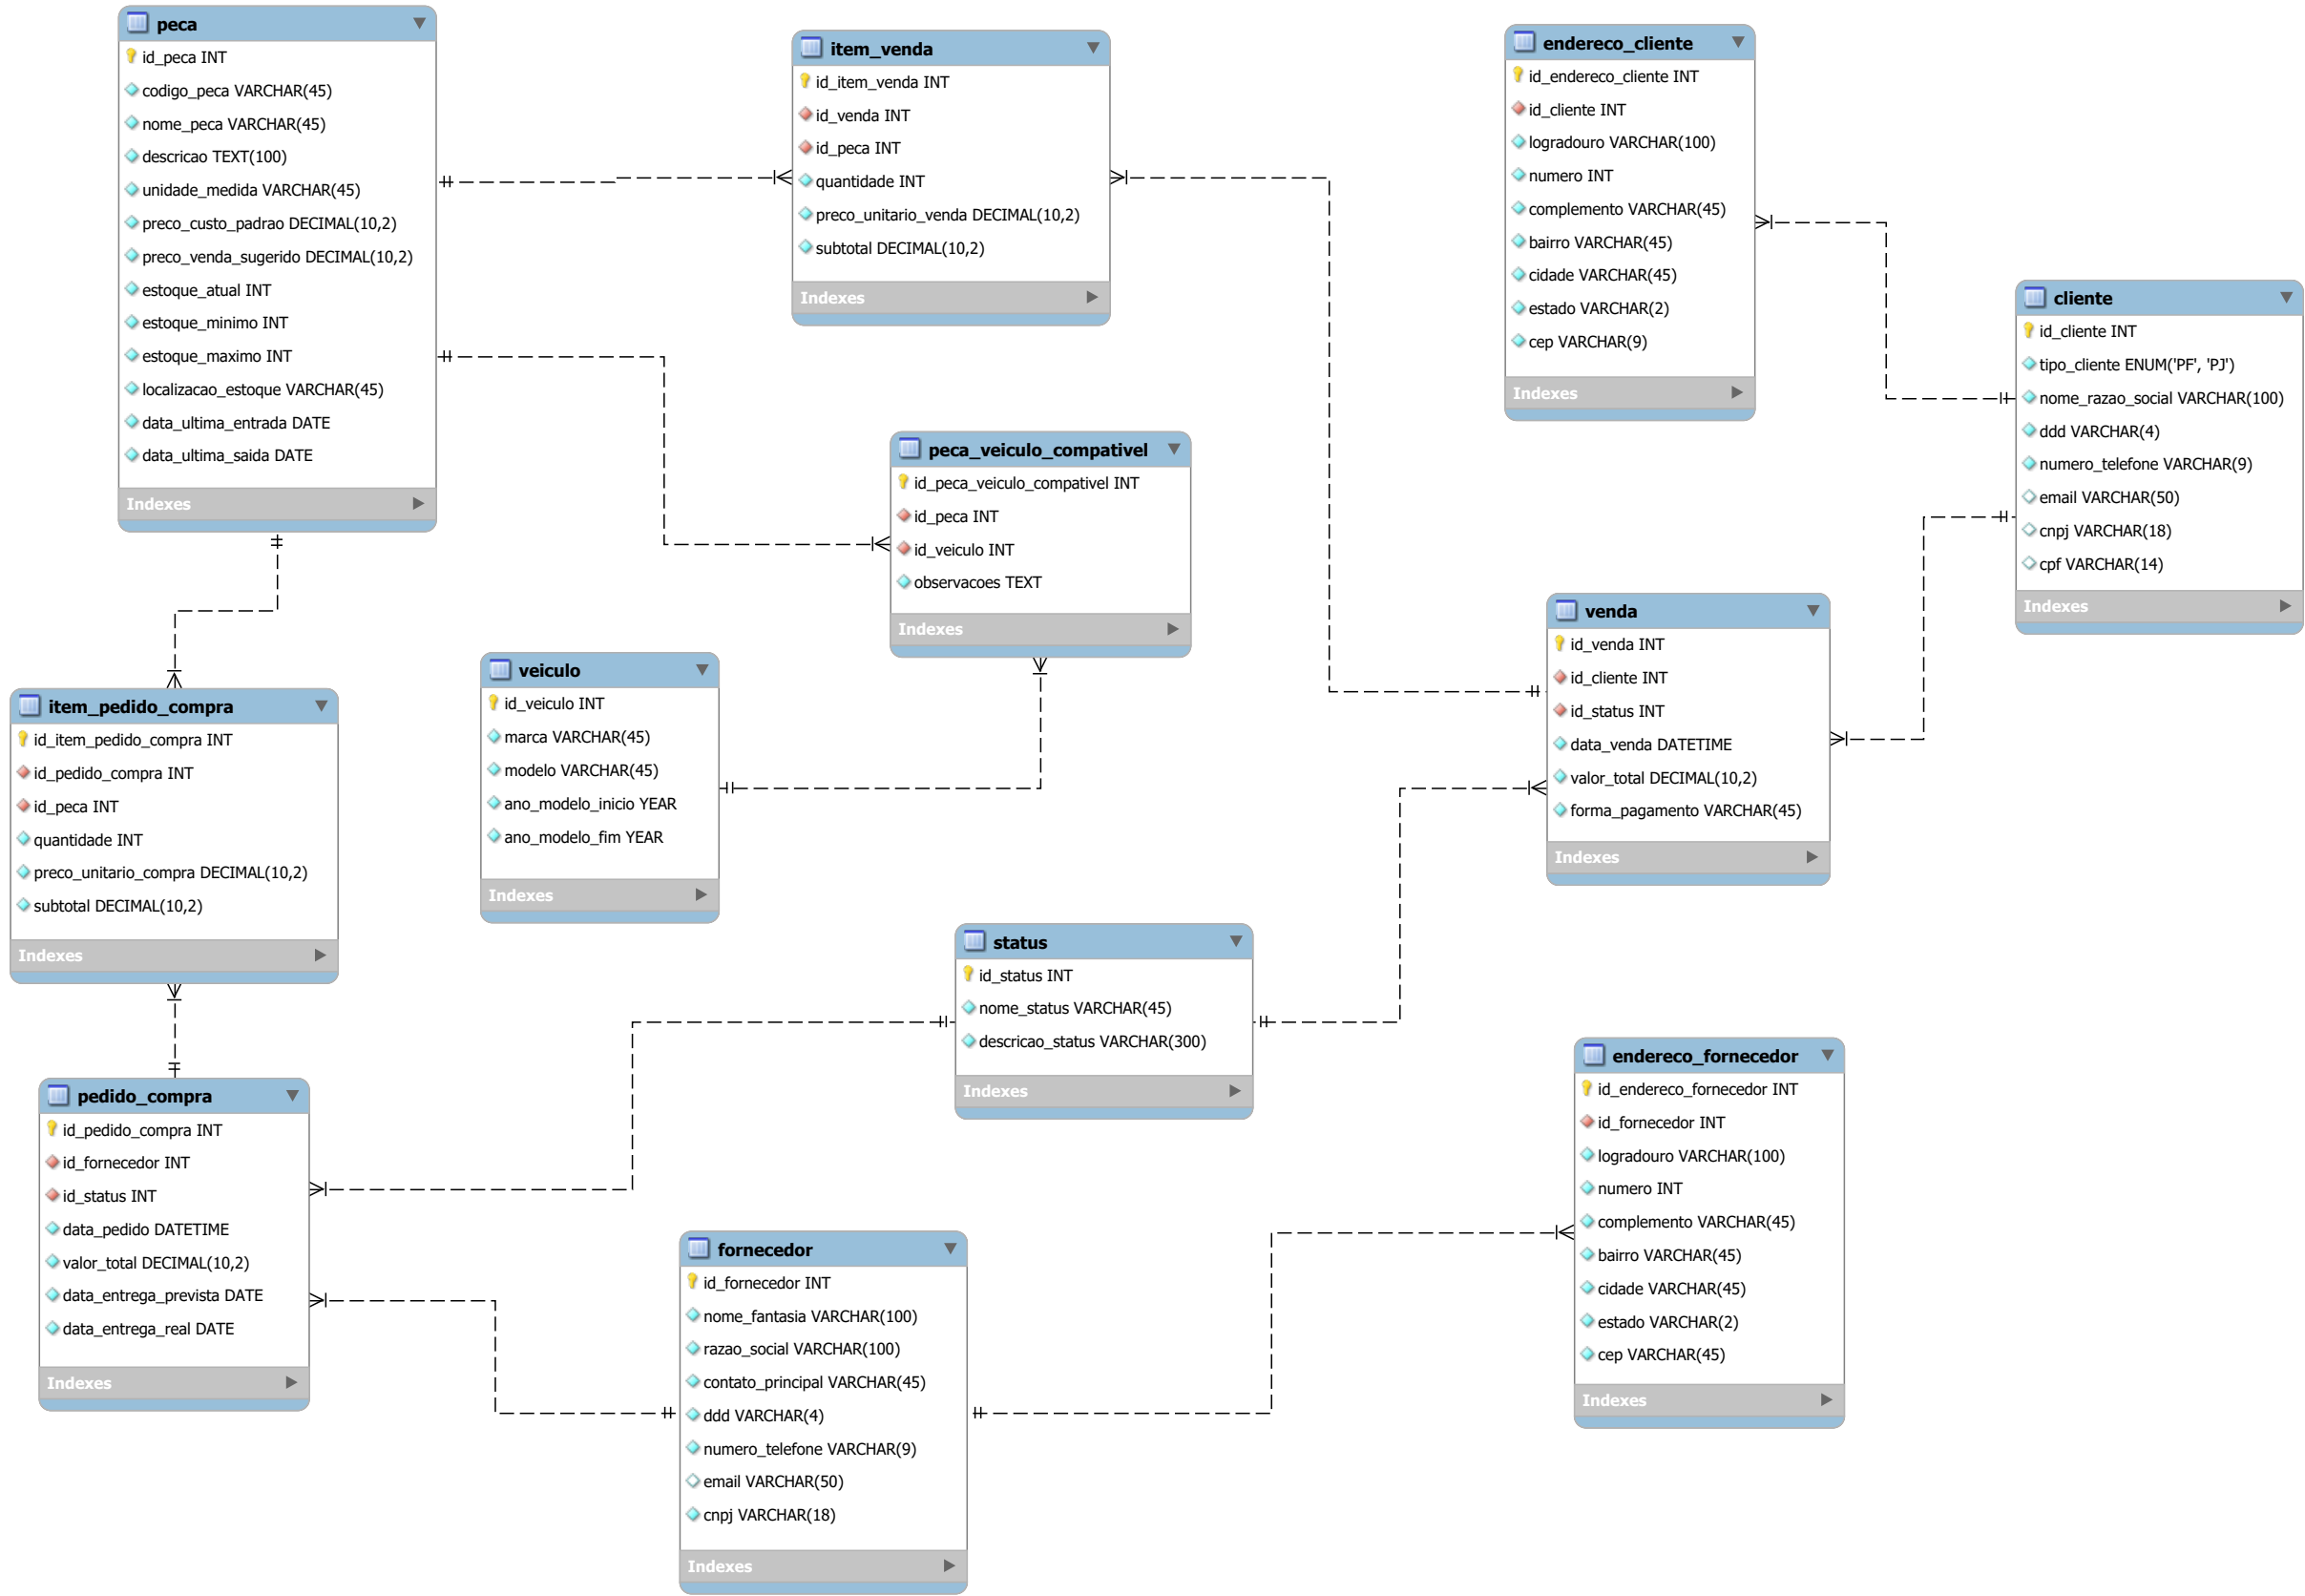 peca
id_peca INT
codigo_peca VARCHAR(45)
nome_peca VARCHAR(45)
descricao TEXT(100)
unidade_medida VARCHAR(45)
preco_custo_padrao DECIMAL(10,2)
preco_venda_sugerido DECIMAL(10,2)
estoque_atual INT
estoque_minimo INT
estoque_maximo INT
localizacao_estoque VARCHAR(45)
data_ultima_entrada DATE
data_ultima_saida DATE
Indexes
item_venda
id_item_venda INT
id_venda INT
id_peca INT
quantidade INT
preco_unitario_venda DECIMAL(10,2)
subtotal DECIMAL(10,2)
Indexes
endereco_cliente
id_endereco_cliente INT
id_cliente INT
logradouro VARCHAR(100)
numero INT
complemento VARCHAR(45)
bairro VARCHAR(45)
cidade VARCHAR(45)
estado VARCHAR(2)
cep VARCHAR(9)
Indexes
cliente
id_cliente INT
tipo_cliente ENUM('PF', 'PJ')
nome_razao_social VARCHAR(100)
ddd VARCHAR(4)
numero_telefone VARCHAR(9)
email VARCHAR(50)
cnpj VARCHAR(18)
cpf VARCHAR(14)
Indexes
peca_veiculo_compativel
id_peca_veiculo_compativel INT
id_peca INT
id_veiculo INT
observacoes TEXT
Indexes
venda
id_venda INT
id_cliente INT
id_status INT
data_venda DATETIME
valor_total DECIMAL(10,2)
forma_pagamento VARCHAR(45)
Indexes
veiculo
id_veiculo INT
marca VARCHAR(45)
modelo VARCHAR(45)
ano_modelo_inicio YEAR
ano_modelo_fim YEAR
Indexes
item_pedido_compra
id_item_pedido_compra INT
id_pedido_compra INT
id_peca INT
quantidade INT
preco_unitario_compra DECIMAL(10,2)
subtotal DECIMAL(10,2)
Indexes
status
id_status INT
nome_status VARCHAR(45)
descricao_status VARCHAR(300)
Indexes
pedido_compra
id_pedido_compra INT
id_fornecedor INT
id_status INT
data_pedido DATETIME
valor_total DECIMAL(10,2)
data_entrega_prevista DATE
data_entrega_real DATE
Indexes
fornecedor
id_fornecedor INT
nome_fantasia VARCHAR(100)
razao_social VARCHAR(100)
contato_principal VARCHAR(45)
ddd VARCHAR(4)
numero_telefone VARCHAR(9)
email VARCHAR(50)
cnpj VARCHAR(18)
Indexes
endereco_fornecedor
id_endereco_fornecedor INT
id_fornecedor INT
logradouro VARCHAR(100)
numero INT
complemento VARCHAR(45)
bairro VARCHAR(45)
cidade VARCHAR(45)
estado VARCHAR(2)
cep VARCHAR(45)
Indexes